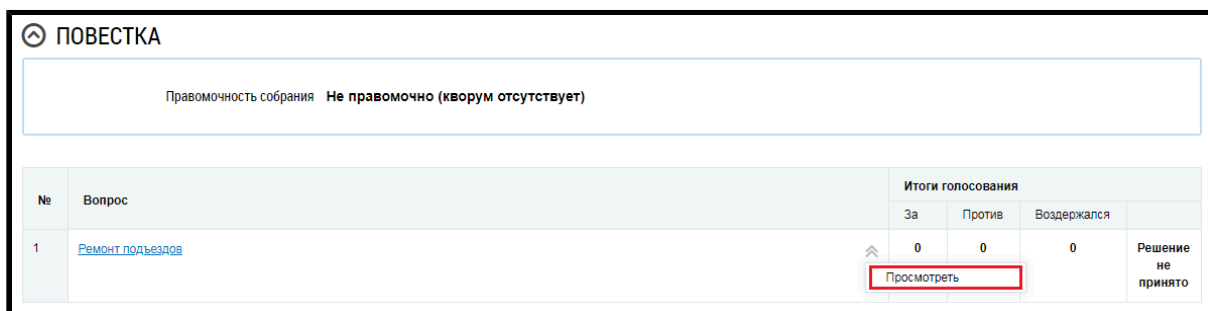 ПОВЕСТКА
Правомочность собрания Не правомочно (кворум отсутствует)
№ Вопрос Итоги голосования
За Против Воздержался
1 Ремонт подъездов 0 0 0 Решение
не
принято
Просмотреть